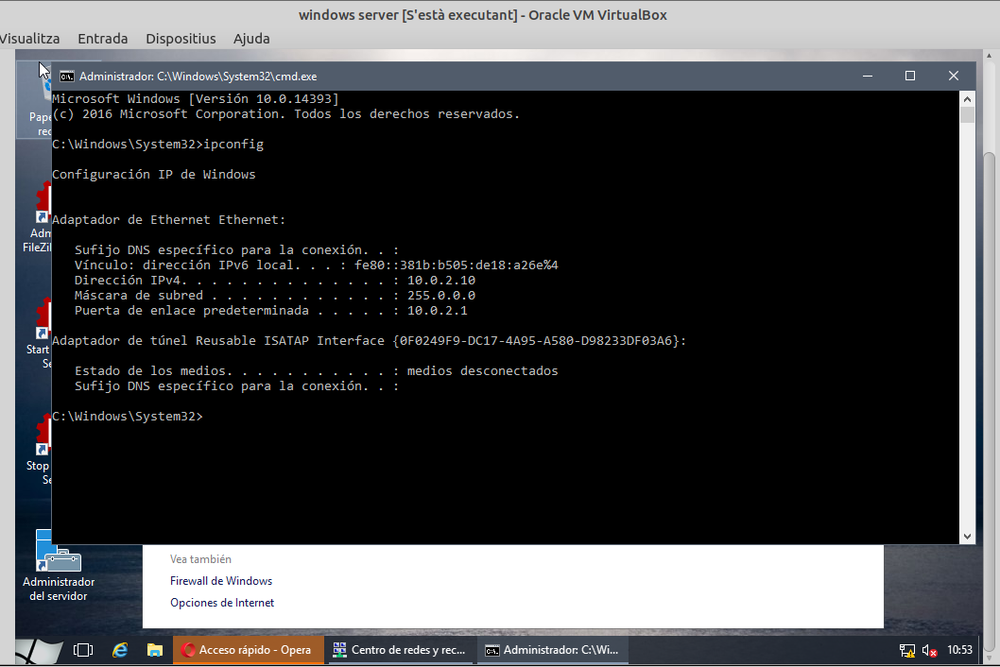 windows server [S'està executant] - Oracle VM VirtualBox
Visualitza Entrada Dispositius Ajuda
Administrador: C:\Windows\System32\cmd.exe
Microsoft Windows [Versión 10.0.14393]
(c) 2016 Microsoft Corporation. Todos los derechos reservados.
C:\Windows\System32>ipconfig
Configuración IP de Windows
Adaptador de Ethernet Ethernet:
Sufijo DNS específico para la conexión. . :
Vínculo: dirección IPv6 local. . . : fe80::381b:b505:de18:a26e%4
Dirección IPv4. . . . . . . . . . . . . . : 10.0.2.10
Máscara de subred . . . . . . . . . . . . : 255.0.0.0
Puerta de enlace predeterminada . . . . . : 10.0.2.1
Adaptador de túnel Reusable ISATAP Interface {0F0249F9-DC17-4A95-A580-D98233DF03A6}:
Estado de los medios. . . . . . . . . . . : medios desconectados
Sufijo DNS específico para la conexión. . :
C:\Windows\System32>
Pape
rec
Adm
FileZil
Start
Se
Stop
Se
Administrador
del servidor
Vea también
Firewall de Windows
Opciones de Internet
Acceso rápido - Opera
Centro de redes y rec...
Administrador: C:\Wi...
10:53